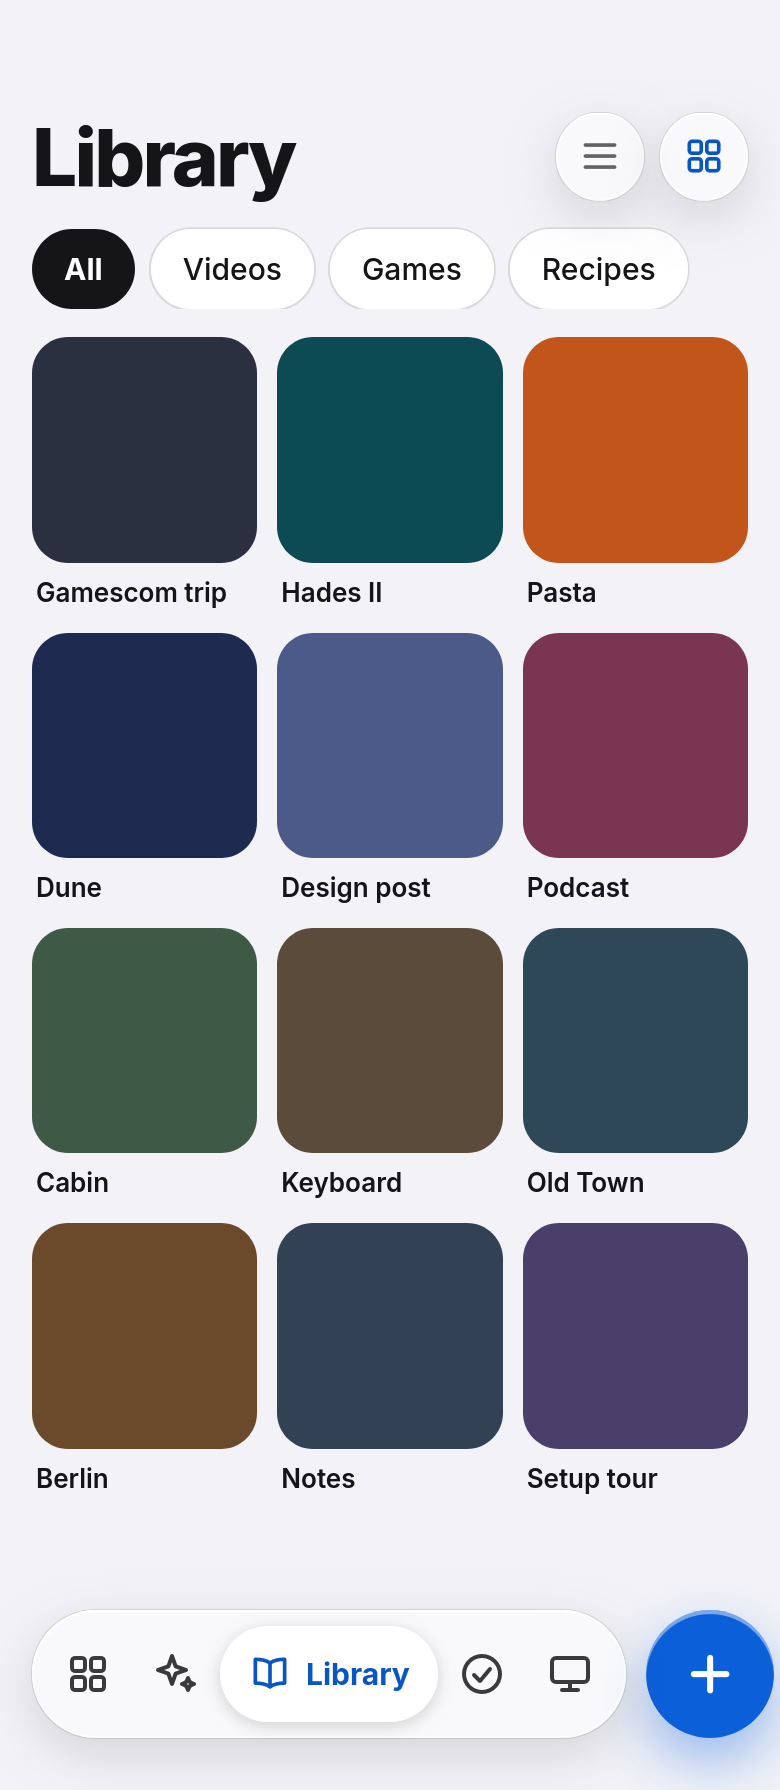 Library
All Videos Games Recipes
Gamescom trip Hades II Pasta
Dune Design post Podcast
Cabin Keyboard Old Town
Berlin Notes Setup tour
Library